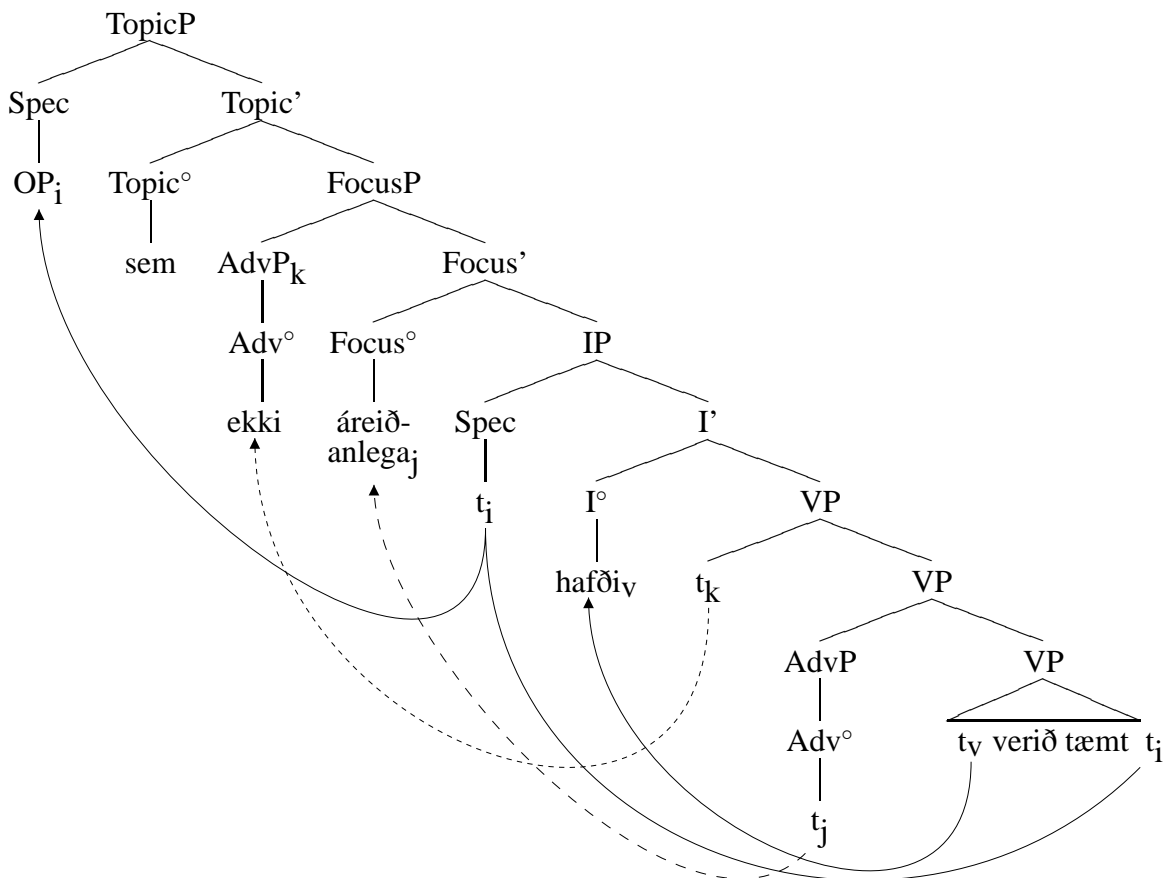 TopicP
Spec Topic’
OPi Topic° FocusP
sem AdvPk Focus’
Adv° Focus° IP
ekki áreið- Spec I’
anlegaj
ti I° VP
hafðiv tk VP
AdvP VP
Adv° tv verið tæmt ti
tj